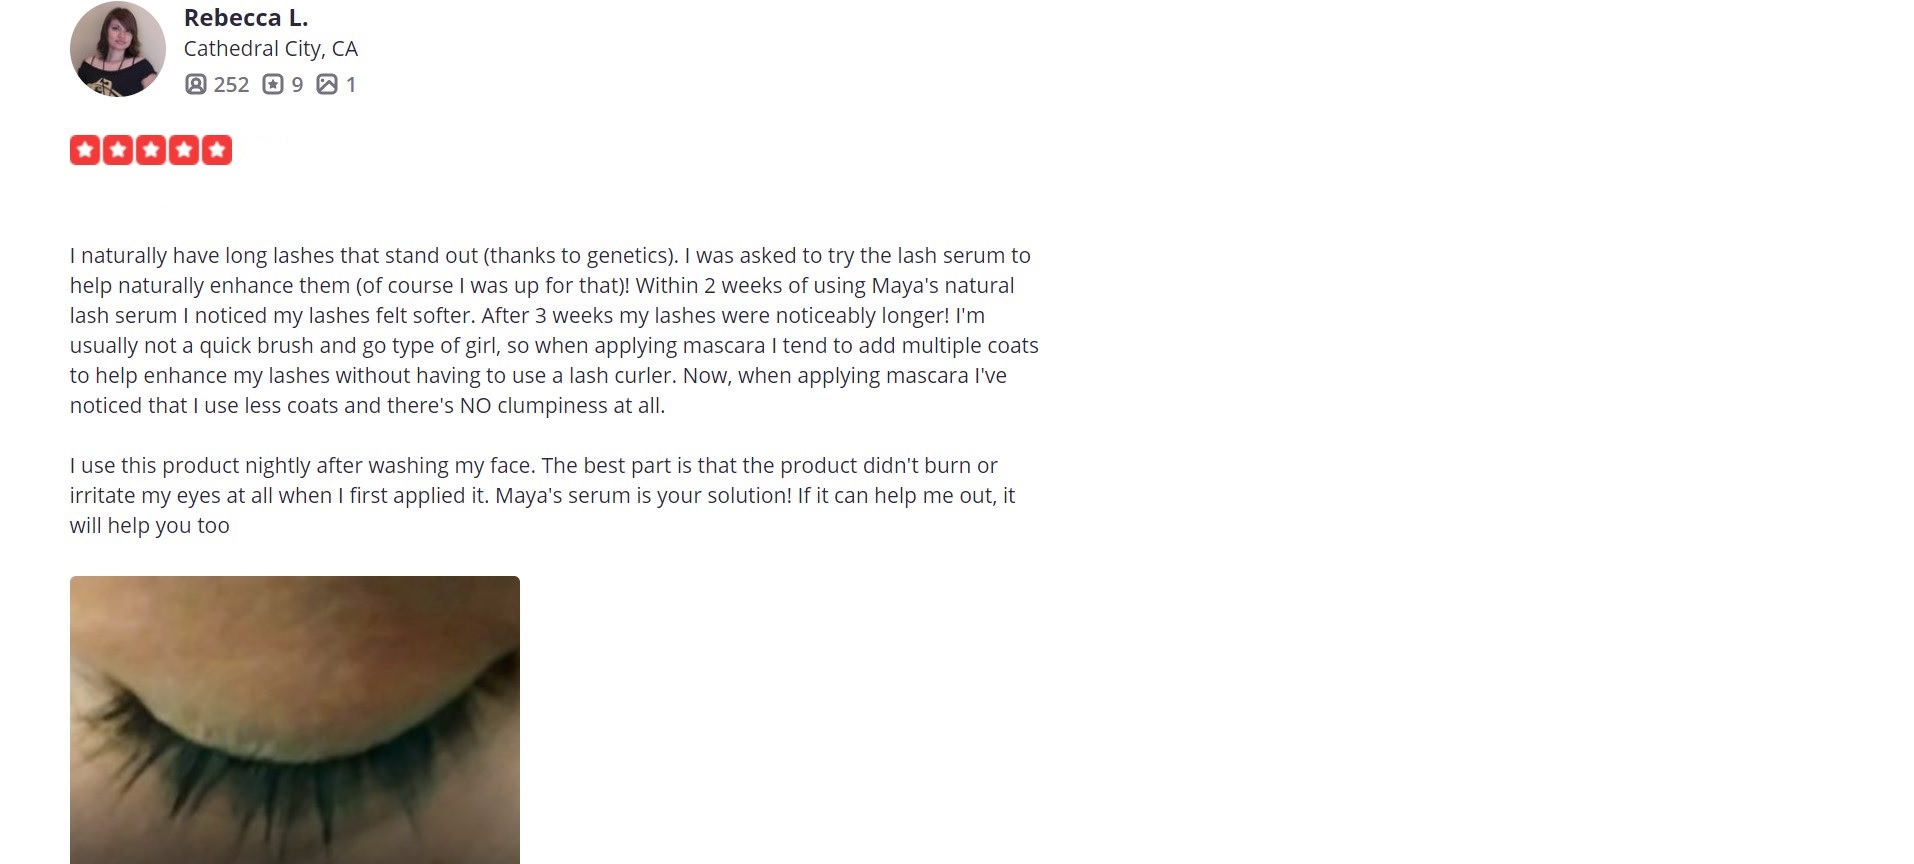 Rebecca L.
Cathedral City, CA
252 9 1
I naturally have long lashes that stand out (thanks to genetics). I was asked to try the lash serum to
help naturally enhance them (of course I was up for that)! Within 2 weeks of using Maya's natural
lash serum I noticed my lashes felt softer. After 3 weeks my lashes were noticeably longer! I'm
usually not a quick brush and go type of girl, so when applying mascara I tend to add multiple coats
to help enhance my lashes without having to use a lash curler. Now, when applying mascara I've
noticed that I use less coats and there's NO clumpiness at all.
I use this product nightly after washing my face. The best part is that the product didn't burn or
irritate my eyes at all when I first applied it. Maya's serum is your solution! If it can help me out, it
will help you too